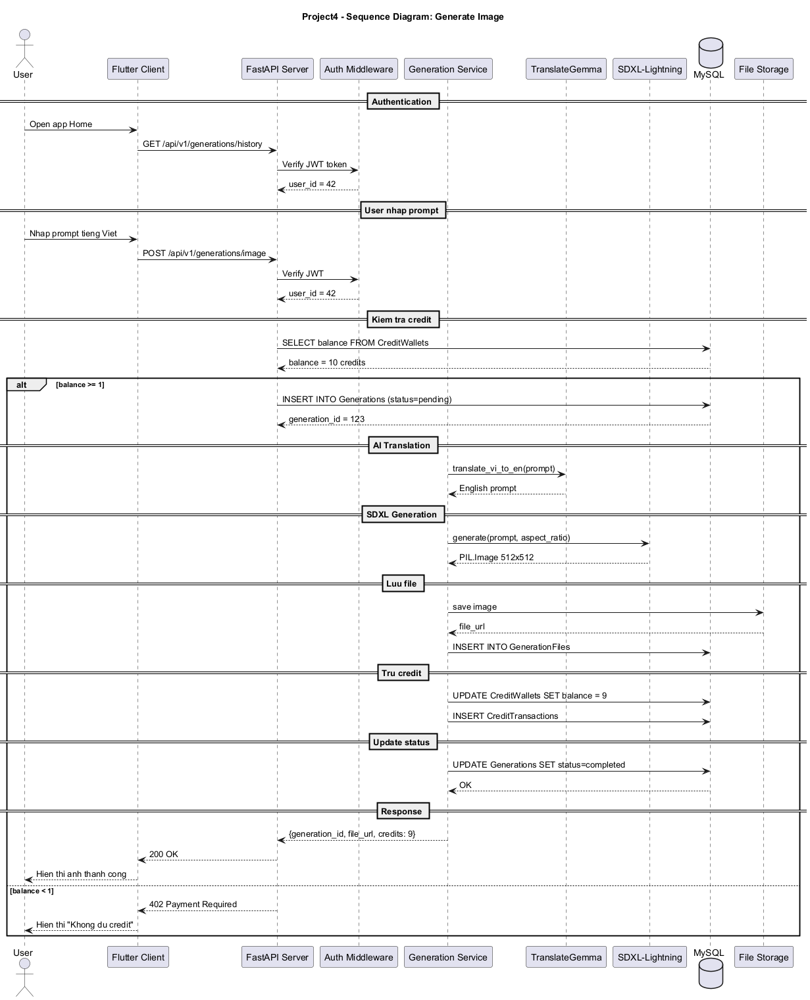 Project4 - Sequence Diagram: Generate Image
User
Flutter Client
FastAPI Server
Auth Middleware
Generation Service
TranslateGemma
SDXL-Lightning
MySQL
File Storage
Authentication
Open app Home
GET /api/v1/generations/history
Verify JWT token
user_id = 42
User nhap prompt
Nhap prompt tieng Viet
POST /api/v1/generations/image
Verify JWT
user_id = 42
Kiem tra credit
SELECT balance FROM CreditWallets
balance = 10 credits
alt [balance >= 1]
INSERT INTO Generations (status=pending)
generation_id = 123
AI Translation
translate_vi_to_en(prompt)
English prompt
SDXL Generation
generate(prompt, aspect_ratio)
PIL.Image 512x512
Luu file
save image
file_url
INSERT INTO GenerationFiles
Tru credit
UPDATE CreditWallets SET balance = 9
INSERT CreditTransactions
Update status
UPDATE Generations SET status=completed
OK
Response
{generation_id, file_url, credits: 9}
200 OK
Hien thi anh thanh cong
[balance < 1]
402 Payment Required
Hien thi "Khong du credit"
User
Flutter Client
FastAPI Server
Auth Middleware
Generation Service
TranslateGemma
SDXL-Lightning
MySQL
File Storage